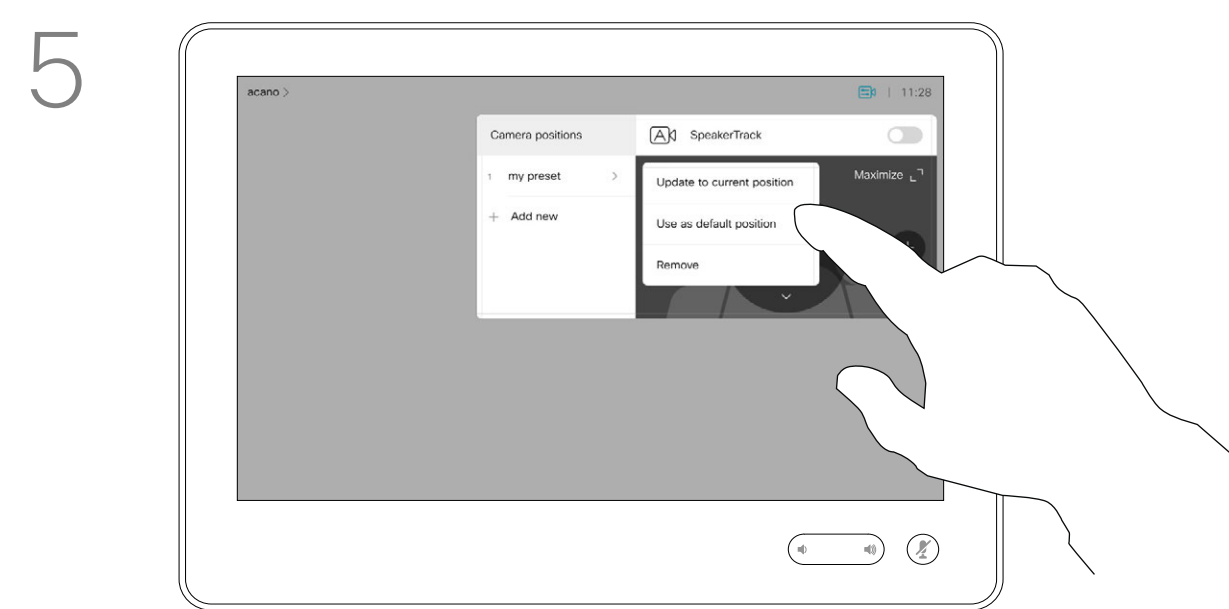 5
acano >
11:28
Camera positions
SpeakerTrack
1 my preset >
Update to current position
Maximize
+ Add new
Use as default position
Remove